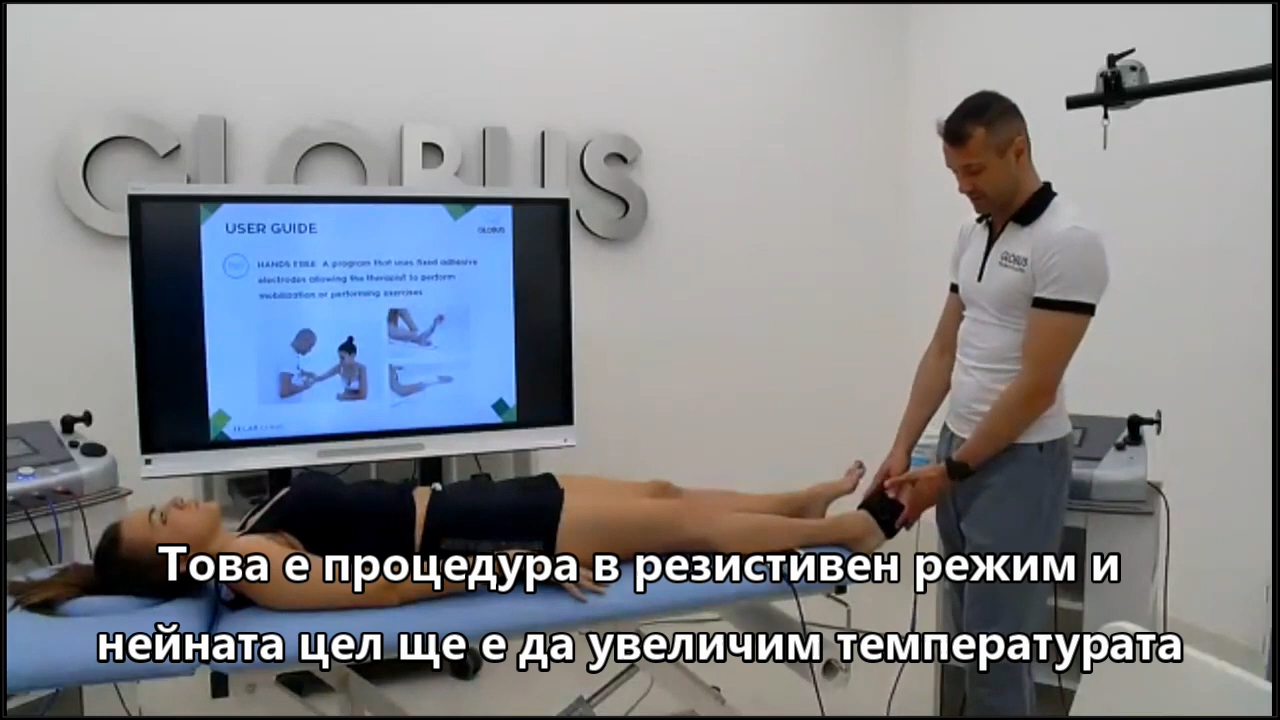 GLOBUS
USER GUIDE
GLOBUS
HANDS FREE A program that uses fixed adhesive
electrodes allowing the therapist to perform
mobilization or performing exercises
GLOBUS
Това е процедура в резистивен режим и
нейната цел ще е да увеличим температурата